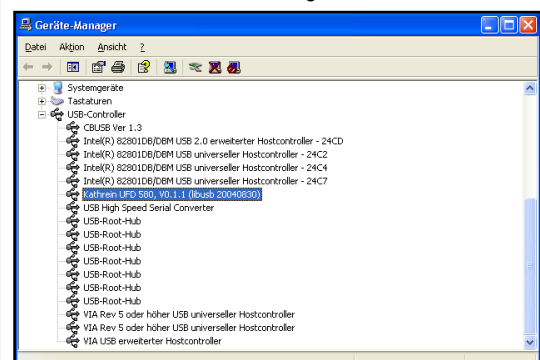 Geräte-Manager
Datei Aktion Ansicht ?
Systemgeräte
Tastaturen
USB-Controller
CBUSB Ver 1.3
Intel(R) 82801DB/DBM USB 2.0 erweiterter Hostcontroller - 24CD
Intel(R) 82801DB/DBM USB universeller Hostcontroller - 24C2
Intel(R) 82801DB/DBM USB universeller Hostcontroller - 24C4
Intel(R) 82801DB/DBM USB universeller Hostcontroller - 24C7
Kathrein UFD 580, V0.1.1 (libusb 20040830)
USB High Speed Serial Converter
USB-Root-Hub
USB-Root-Hub
USB-Root-Hub
USB-Root-Hub
USB-Root-Hub
USB-Root-Hub
USB-Root-Hub
VIA Rev 5 oder höher USB universeller Hostcontroller
VIA Rev 5 oder höher USB universeller Hostcontroller
VIA USB erweiterter Hostcontroller